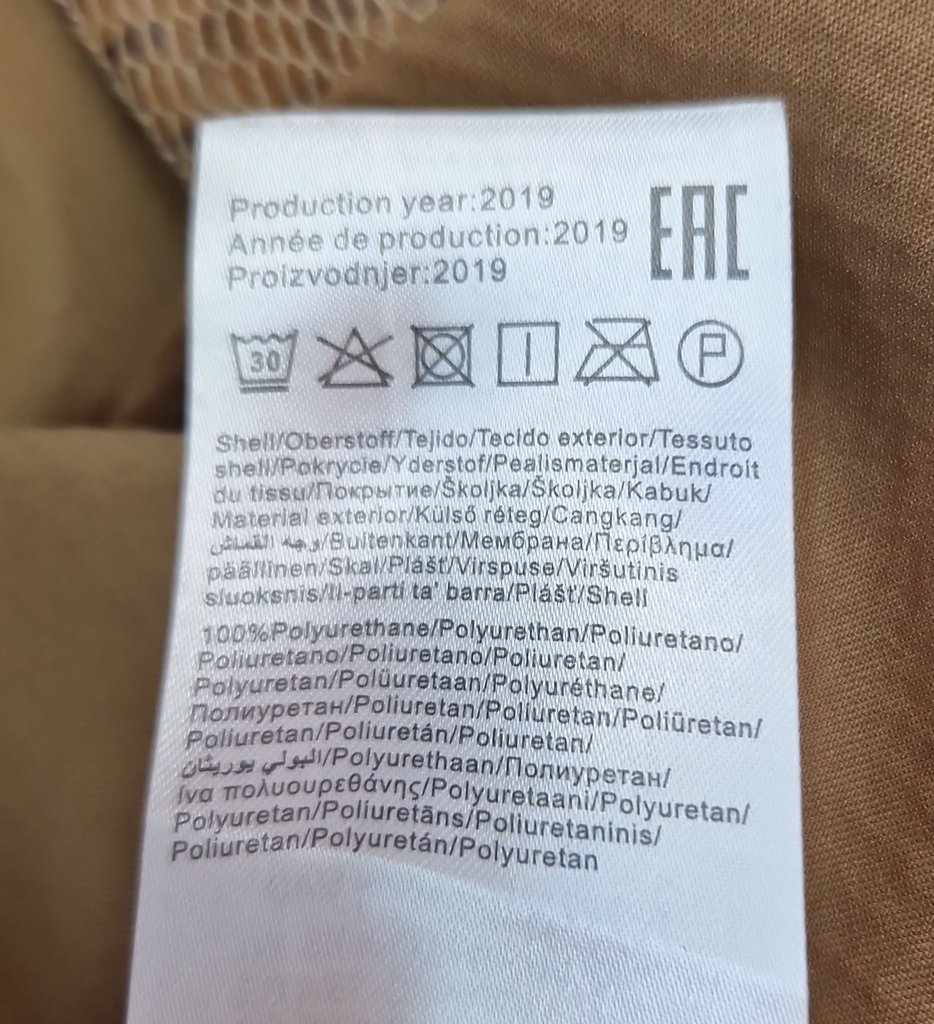 Production year:2019
Année de production:2019
Proizvodnjer:2019
EAC
30
P
Shell/Oberstoff/Tejido/Tecido exterior/Tessuto
shell/Pokrycie/Yderstof/Pealismaterjal/Endroit
du tissu/Покрытие/Školjka/Školjka/Kabuk/
Material exterior/Külső réteg/Cangkang/
وجه القماش/Buitenkant/Мембрана/Περίβλημα/
päällinen/Skal/Plášť/Virspuse/Viršutinis
sluoksnis/Il-parti ta' barra/Plášť/Shell
100%Polyurethane/Polyurethan/Poliuretano/
Poliuretano/Poliuretano/Poliuretan/
Polyuretan/Polüuretaan/Polyuréthane/
Полиуретан/Poliuretan/Poliuretan/Poliüretan/
Poliuretan/Poliuretán/Poliuretan/
البولي يوريثان/Polyurethaan/Полиуретан/
ίνα πολυουρεθάνης/Polyuretaani/Polyuretan/
Polyuretan/Poliuretāns/Poliuretaninis/
Poliuretan/Polyuretán/Polyuretan